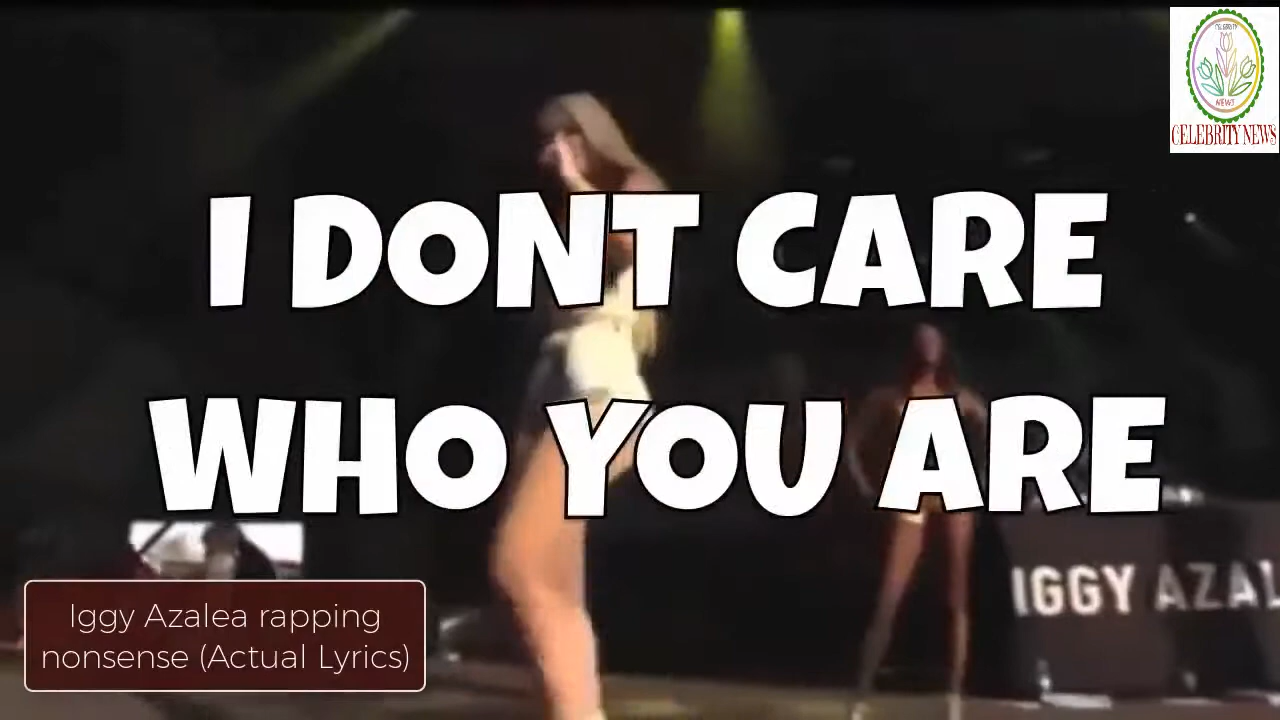 CELEBRITY NEWS
I DONT CARE
WHO YOU ARE
IGGY AZAL
Iggy Azalea rapping
nonsense (Actual Lyrics)